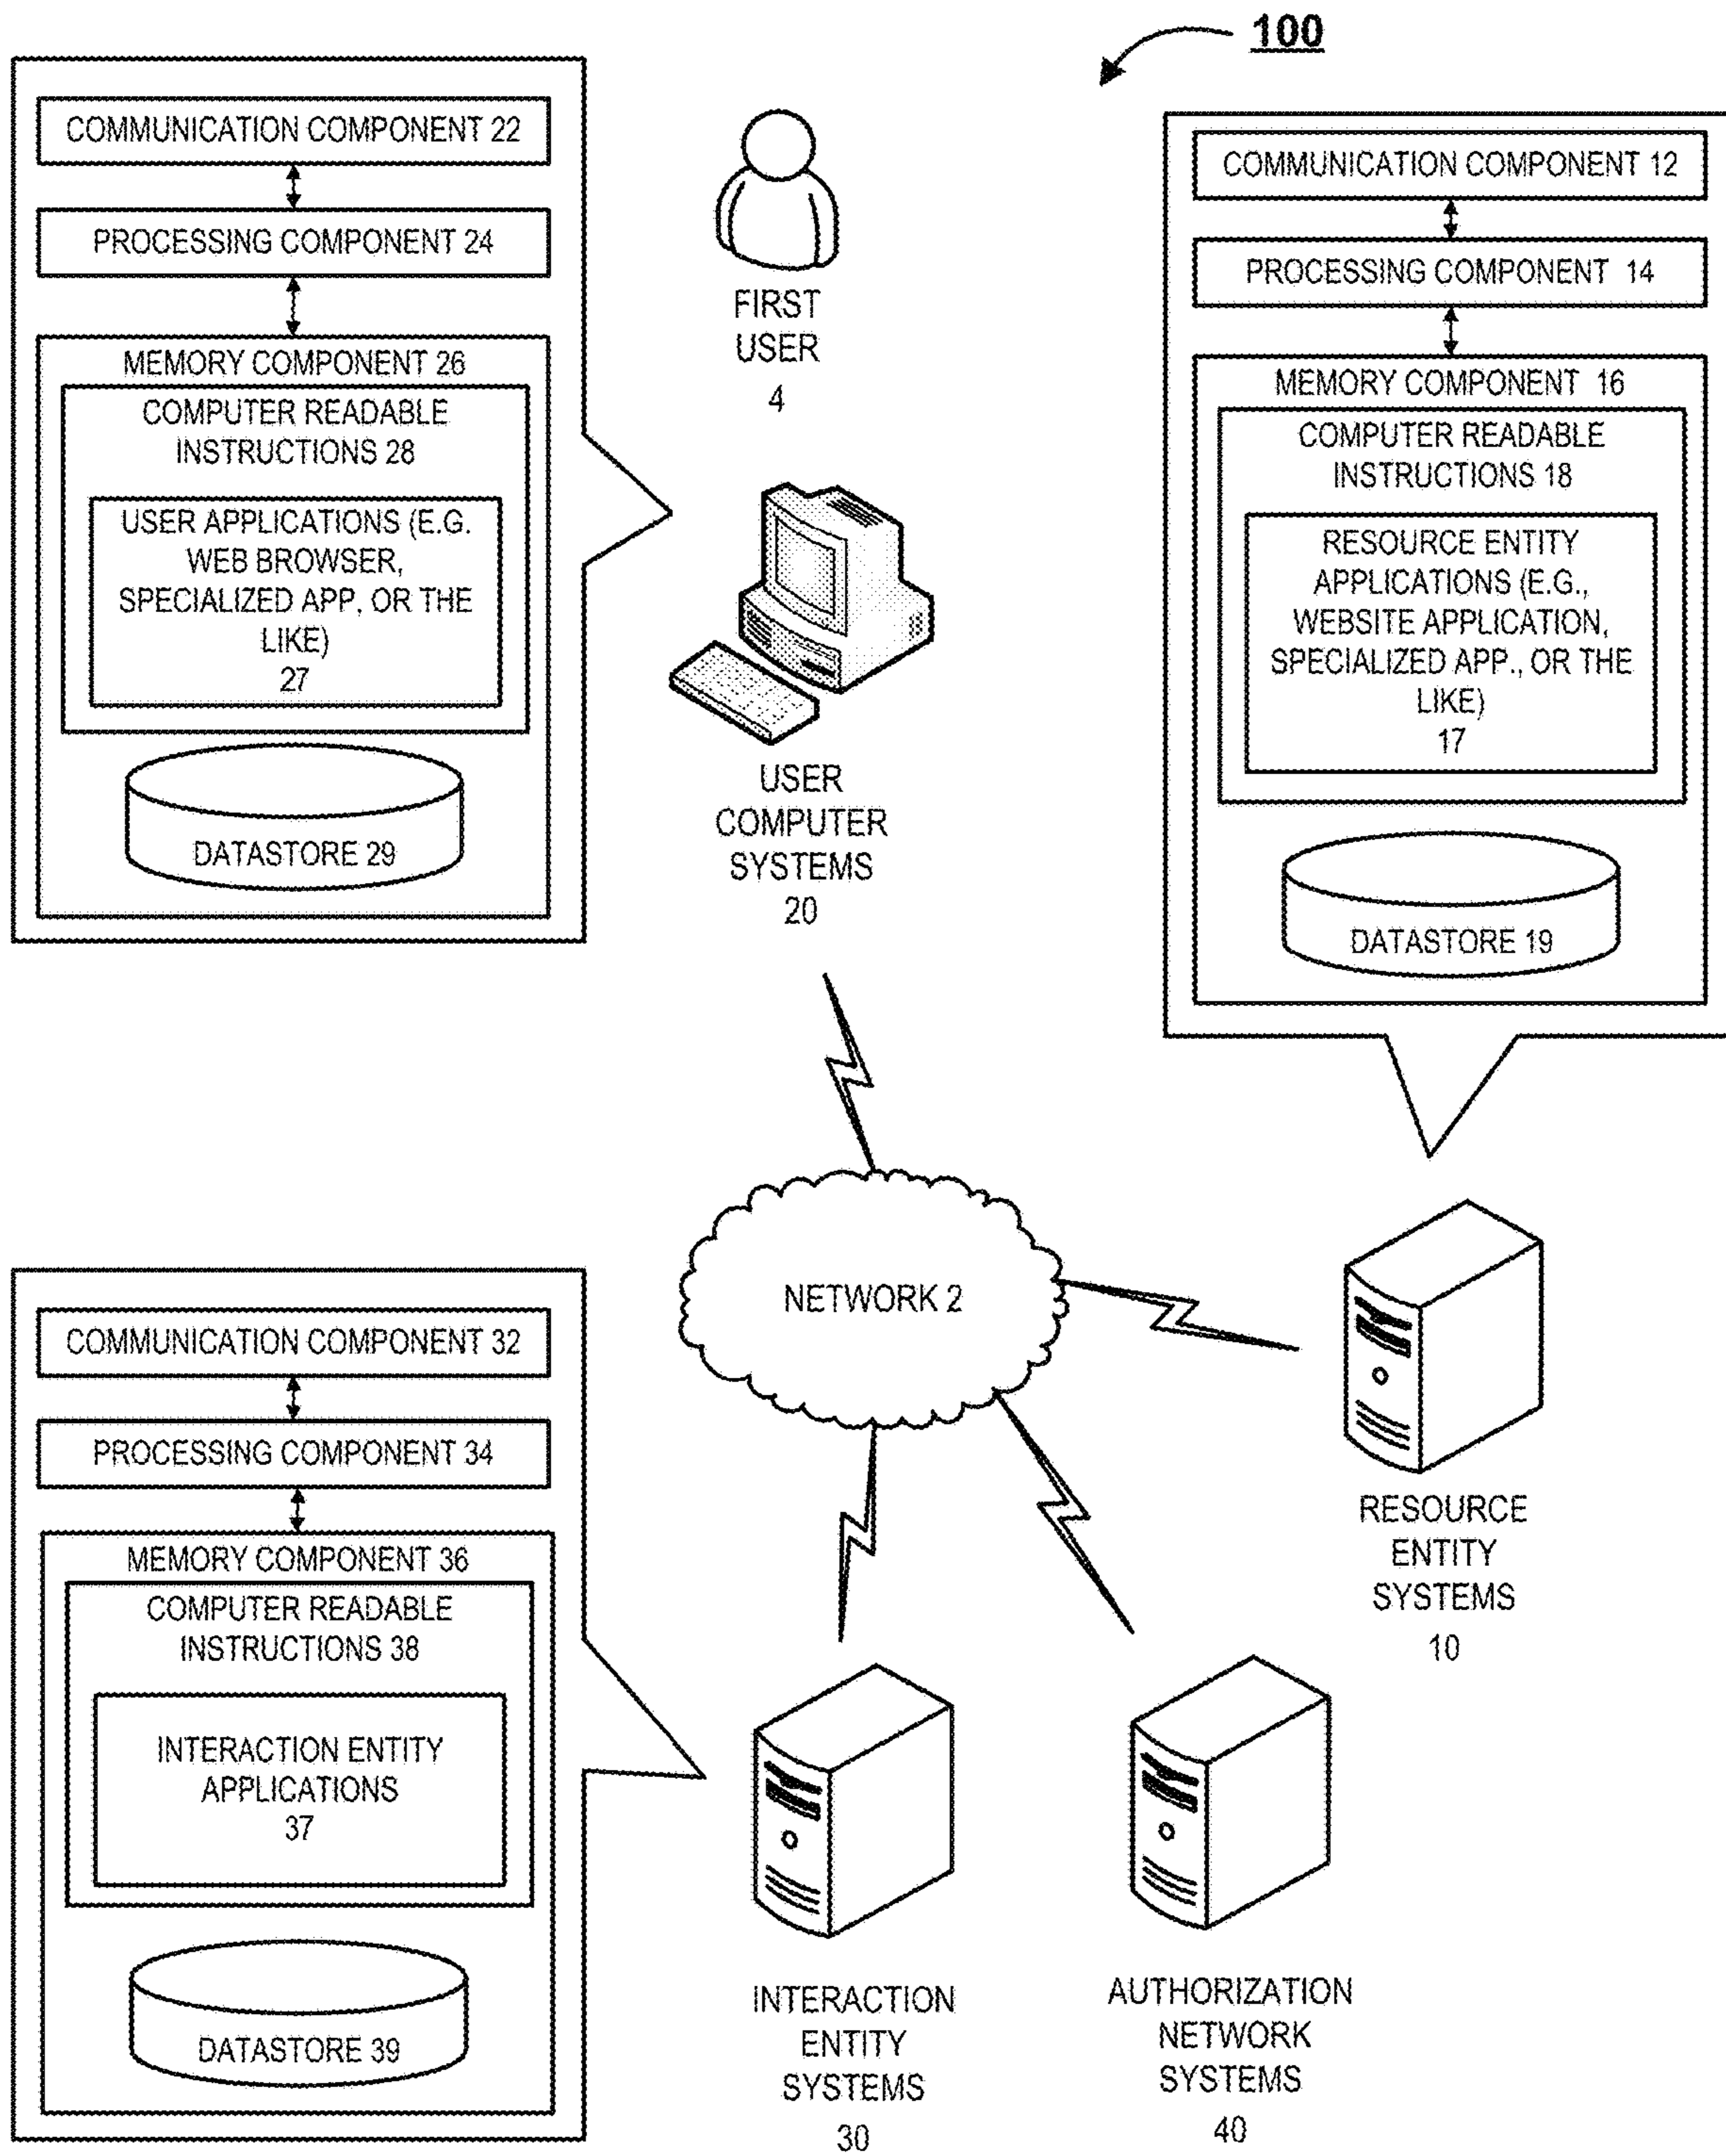 100
COMMUNICATION COMPONENT 22
PROCESSING COMPONENT 24
MEMORY COMPONENT 26
COMPUTER READABLE
INSTRUCTIONS 28
USER APPLICATIONS (E.G.
WEB BROWSER,
SPECIALIZED APP, OR THE
LIKE)
27
DATASTORE 29
FIRST
USER
4
USER
COMPUTER
SYSTEMS
20
COMMUNICATION COMPONENT 12
PROCESSING COMPONENT 14
MEMORY COMPONENT 16
COMPUTER READABLE
INSTRUCTIONS 18
RESOURCE ENTITY
APPLICATIONS (E.G.,
WEBSITE APPLICATION,
SPECIALIZED APP., OR THE
LIKE)
17
DATASTORE 19
NETWORK 2
RESOURCE
ENTITY
SYSTEMS
10
COMMUNICATION COMPONENT 32
PROCESSING COMPONENT 34
MEMORY COMPONENT 36
COMPUTER READABLE
INSTRUCTIONS 38
INTERACTION ENTITY
APPLICATIONS
37
DATASTORE 39
INTERACTION
ENTITY
SYSTEMS
30
AUTHORIZATION
NETWORK
SYSTEMS
40